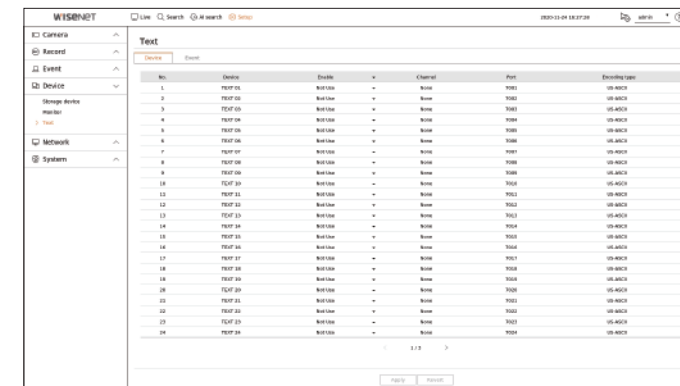 WISENET
Live Search AI search Setup 2020-11-24 18:27:28 admin
Camera
Record
Event
Device
Storage device
Monitor
Text
Network
System
Text
Device Event
No. Device Enable Channel Port Encoding type
1 TEXT 01 Not Use None 7001 US-ASCII
2 TEXT 02 Not Use None 7002 US-ASCII
3 TEXT 03 Not Use None 7003 US-ASCII
4 TEXT 04 Not Use None 7004 US-ASCII
5 TEXT 05 Not Use None 7005 US-ASCII
6 TEXT 06 Not Use None 7006 US-ASCII
7 TEXT 07 Not Use None 7007 US-ASCII
8 TEXT 08 Not Use None 7008 US-ASCII
9 TEXT 09 Not Use None 7009 US-ASCII
10 TEXT 10 Not Use None 7010 US-ASCII
11 TEXT 11 Not Use None 7011 US-ASCII
12 TEXT 12 Not Use None 7012 US-ASCII
13 TEXT 13 Not Use None 7013 US-ASCII
14 TEXT 14 Not Use None 7014 US-ASCII
15 TEXT 15 Not Use None 7015 US-ASCII
16 TEXT 16 Not Use None 7016 US-ASCII
17 TEXT 17 Not Use None 7017 US-ASCII
18 TEXT 18 Not Use None 7018 US-ASCII
19 TEXT 19 Not Use None 7019 US-ASCII
20 TEXT 20 Not Use None 7020 US-ASCII
21 TEXT 21 Not Use None 7021 US-ASCII
22 TEXT 22 Not Use None 7022 US-ASCII
23 TEXT 23 Not Use None 7023 US-ASCII
24 TEXT 24 Not Use None 7024 US-ASCII
Apply Revert